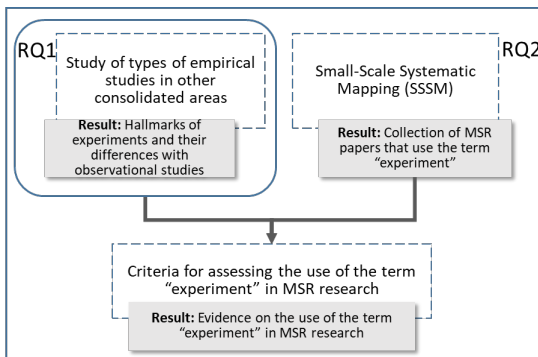 RQ1
Study of types of empirical
studies in other
consolidated areas
Result: Hallmarks of
experiments and their
differences with
observational studies
RQ2
Small-Scale Systematic
Mapping (SSSM)
Result: Collection of MSR
papers that use the term
“experiment”
Criteria for assessing the use of the term
“experiment” in MSR research
Result: Evidence on the use of the term
“experiment” in MSR research